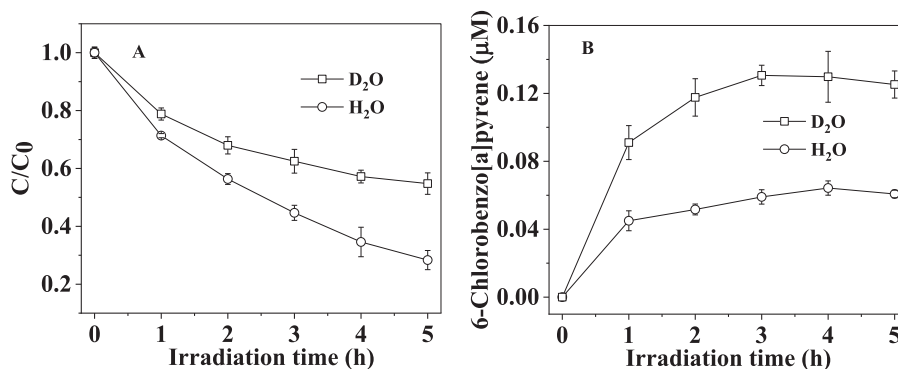 A
D₂O
H₂O
1.0
0.8
0.6
0.4
0.2
C/C0
0 1 2 3 4 5
Irradiation time (h)
B
D₂O
H₂O
0.16
0.12
0.08
0.04
0.00
6-Chlorobenzo[a]pyrene (μM)
0 1 2 3 4 5
Irradiation time (h)